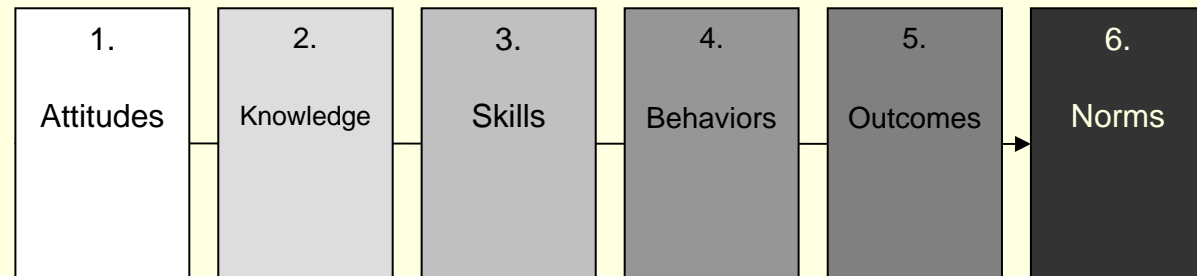 1.
Attitudes
2.
Knowledge
3.
Skills
4.
Behaviors
5.
Outcomes
6.
Norms